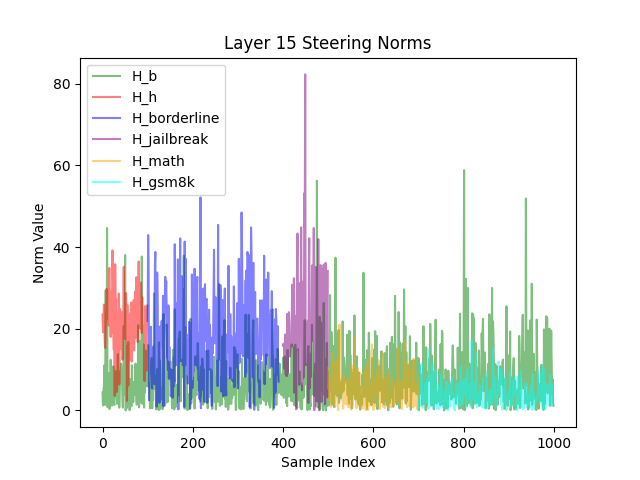 Layer 15 Steering Norms
H_b
H_h
H_borderline
H_jailbreak
H_math
H_gsm8k
Norm Value
80
60
40
20
0
0 200 400 600 800 1000
Sample Index